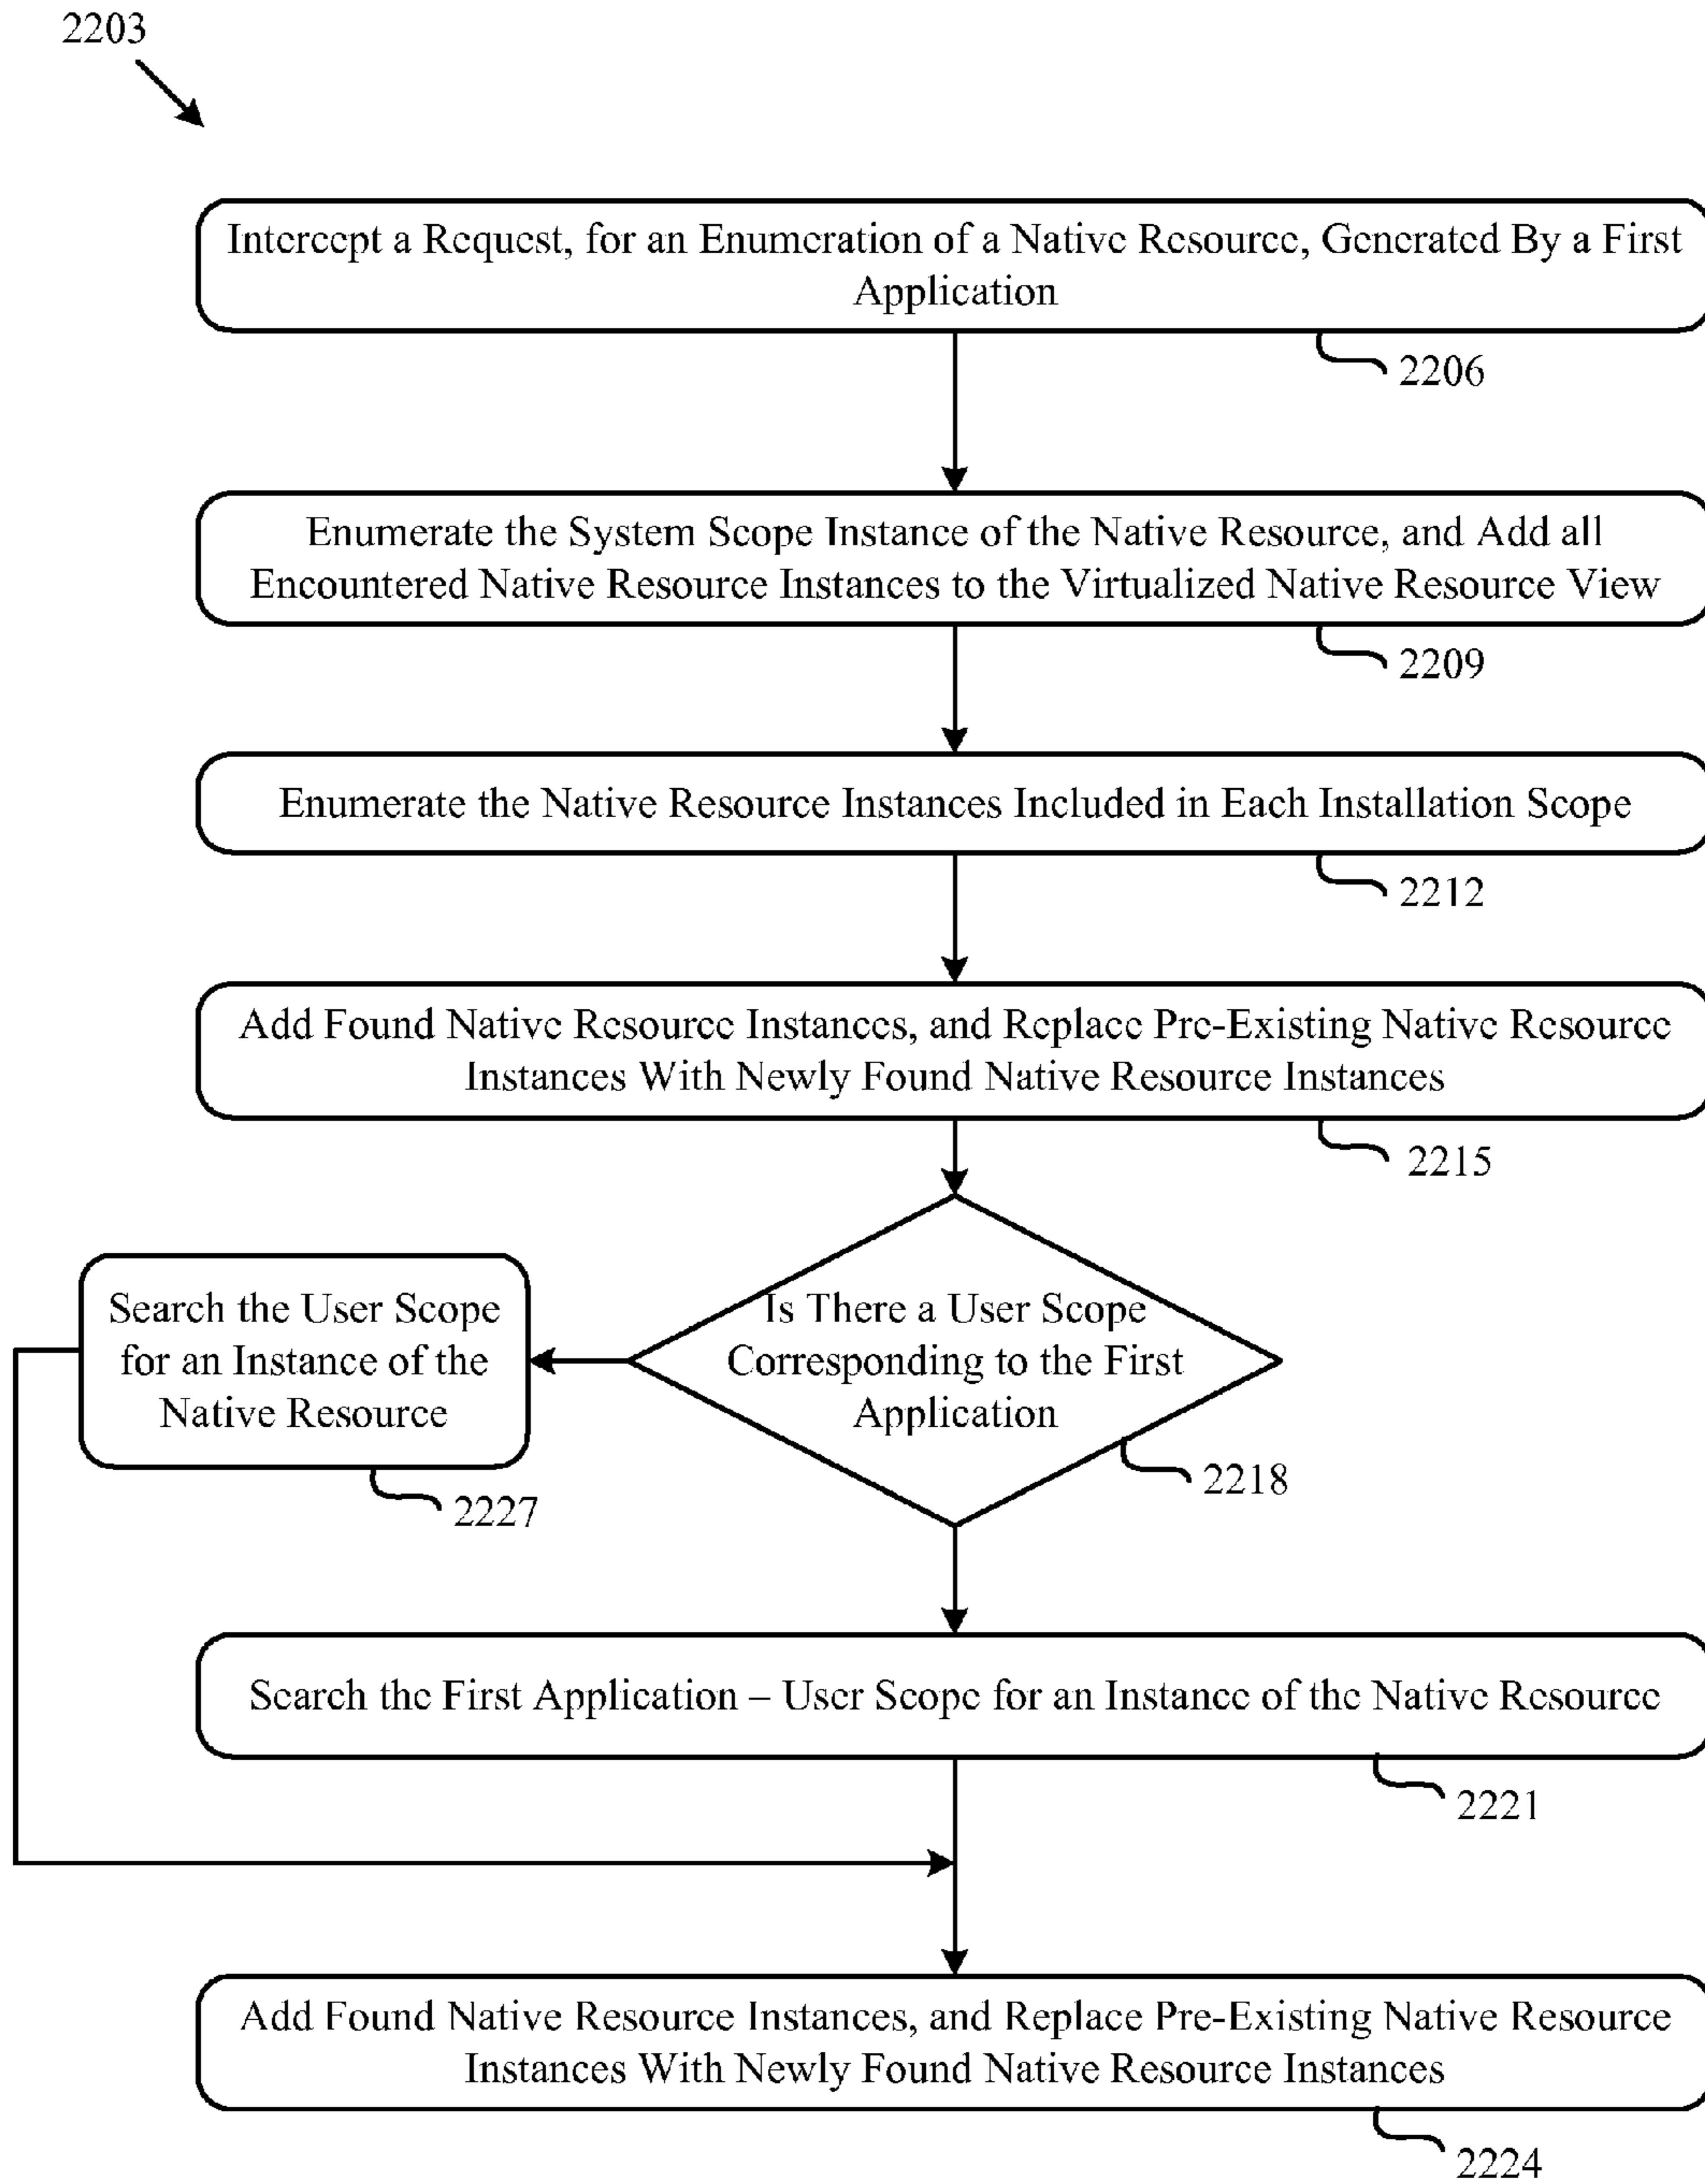 2203
Intercept a Request, for an Enumeration of a Native Resource, Generated By a First
Application
2206
Enumerate the System Scope Instance of the Native Resource, and Add all
Encountered Native Resource Instances to the Virtualized Native Resource View
2209
Enumerate the Native Resource Instances Included in Each Installation Scope
2212
Add Found Native Resource Instances, and Replace Pre-Existing Native Resource
Instances With Newly Found Native Resource Instances
2215
Search the User Scope
for an Instance of the
Native Resource
2227
Is There a User Scope
Corresponding to the First
Application
2218
Search the First Application – User Scope for an Instance of the Native Resource
2221
Add Found Native Resource Instances, and Replace Pre-Existing Native Resource
Instances With Newly Found Native Resource Instances
2224